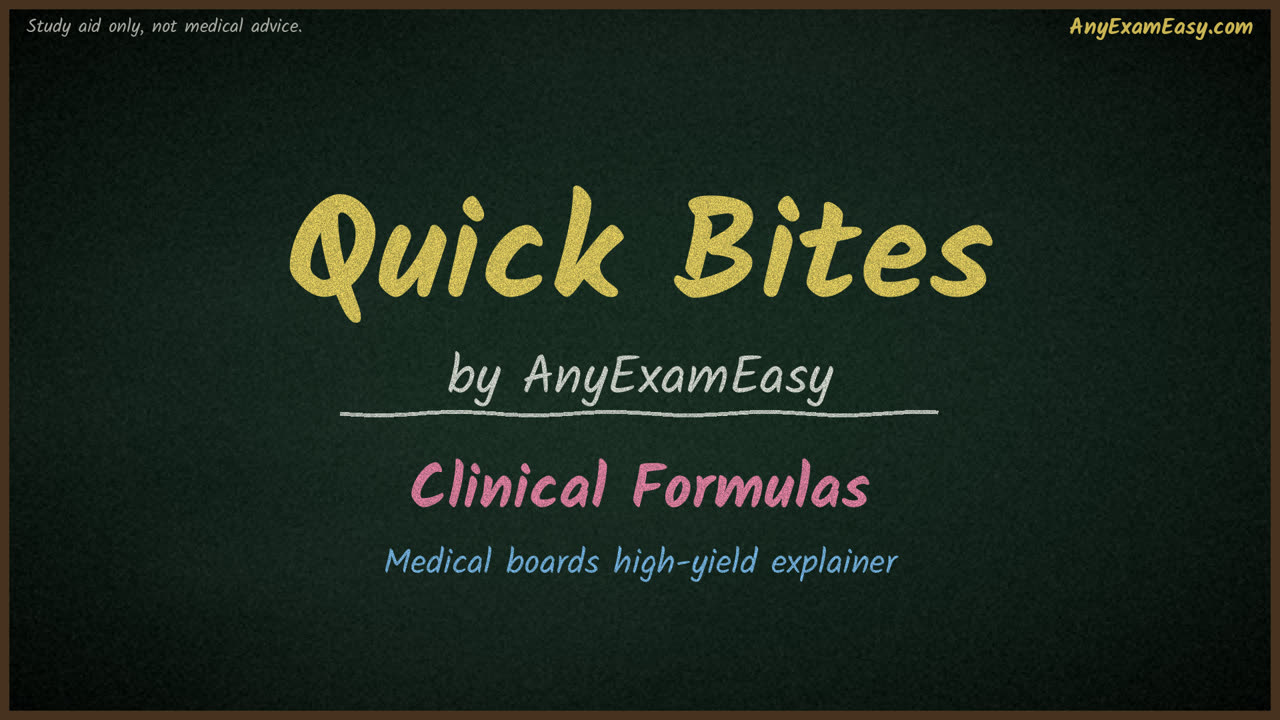 Study aid only, not medical advice.
AnyExamEasy.com
Quick Bites
by AnyExamEasy
Clinical Formulas
Medical boards high-yield explainer